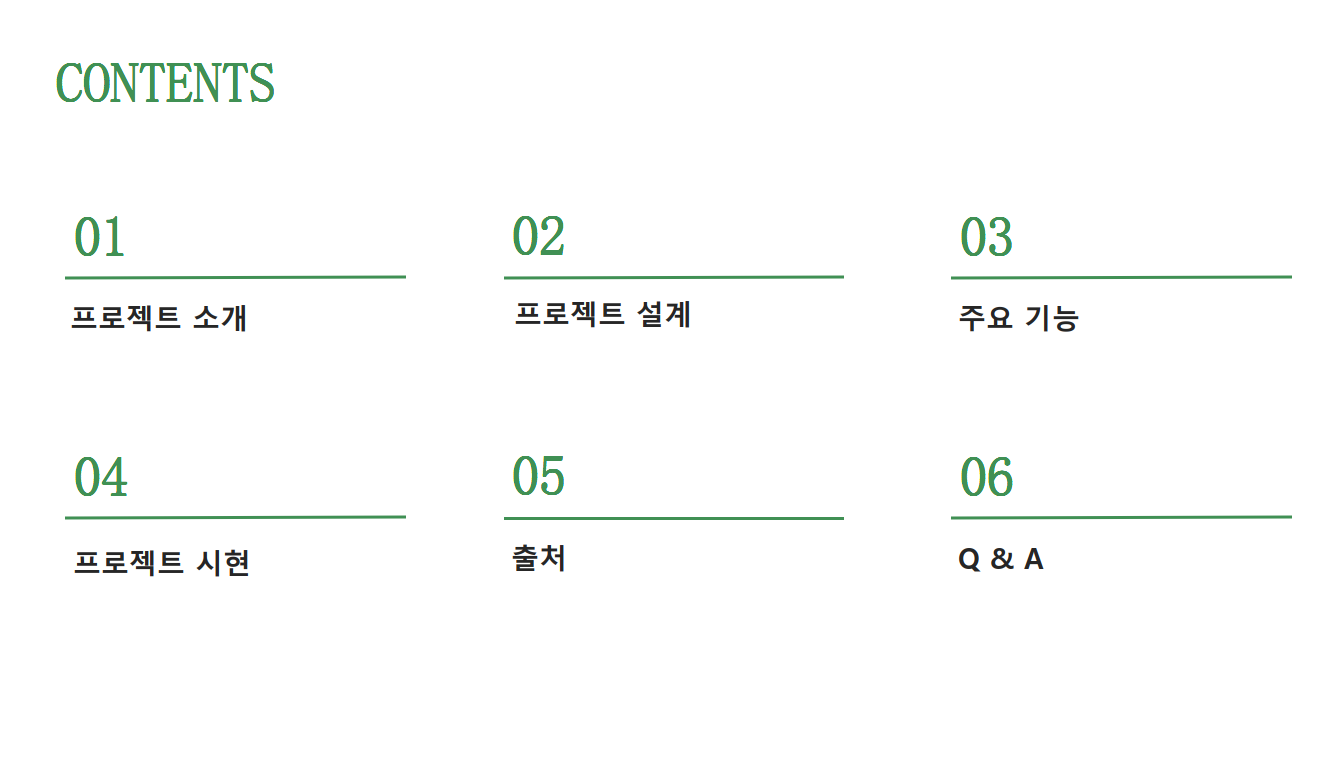 CONTENTS
01
02
03
프로젝트 소개
프로젝트 설계
주요 기능
04
05
06
프로젝트 시현
출처
Q & A